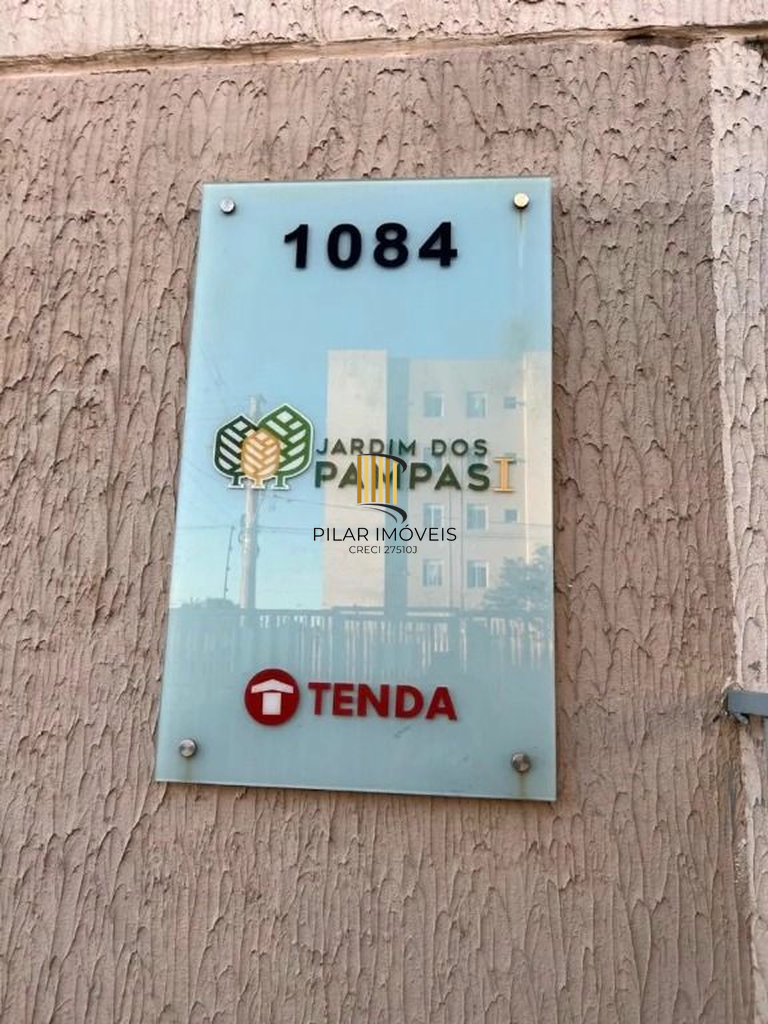 1084
JARDIM DOS
PAMPAS I
PILAR IMÓVEIS
CRECI 27510J
TENDA